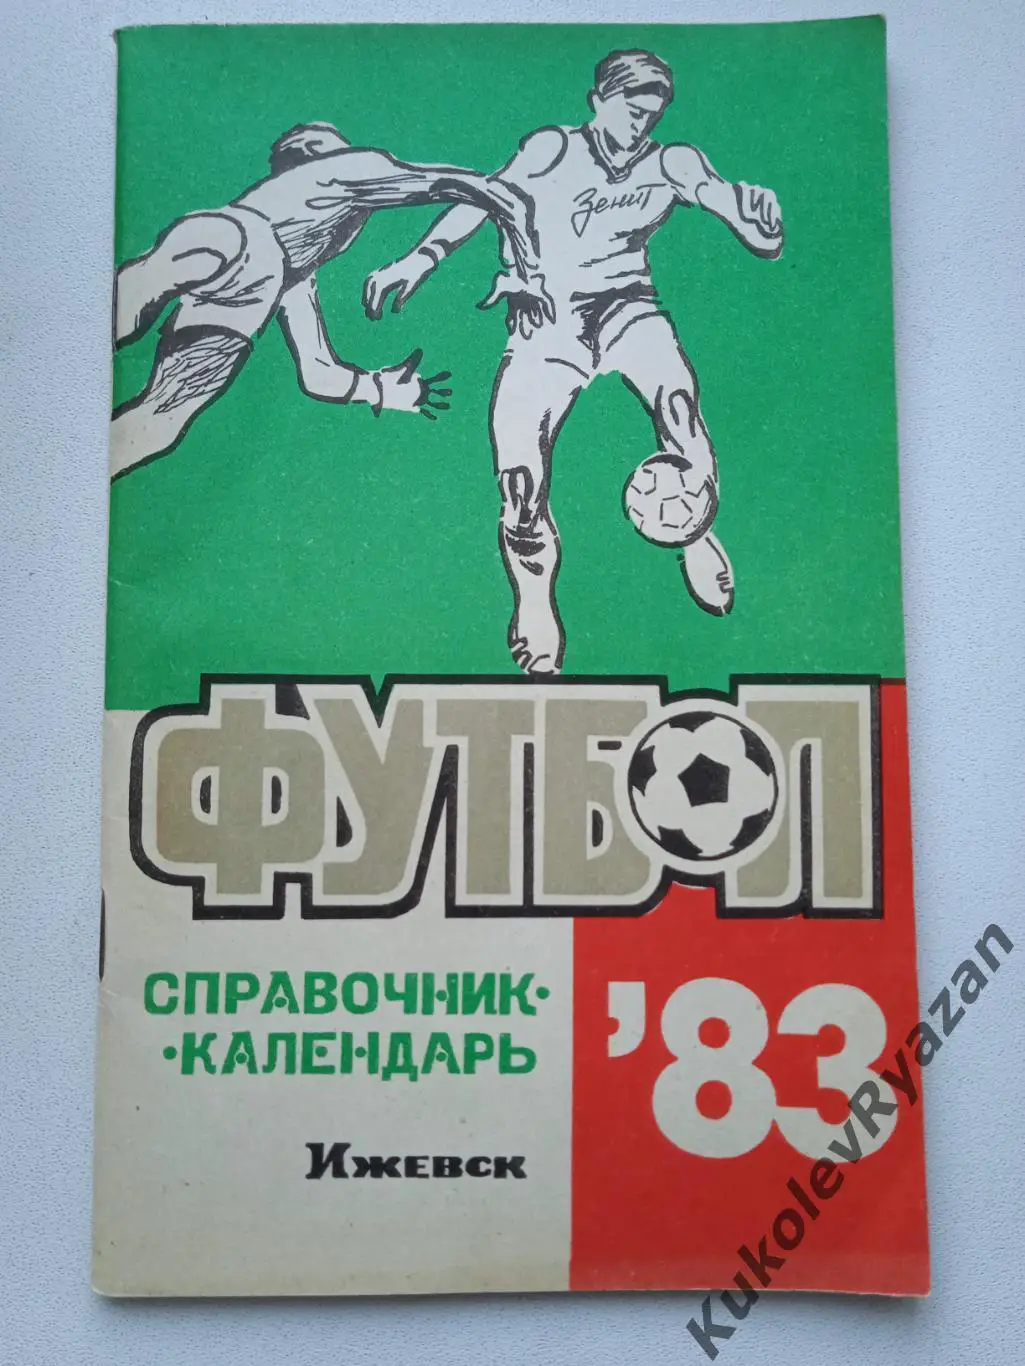 Зенит
ФУТБОЛ
СПРАВОЧНИК·
·КАЛЕНДАРЬ
'83
ИЖЕВСК
KukolevRyazan